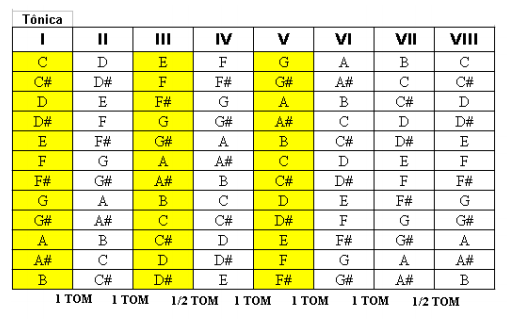 Tônica
I II III IV V VI VII VIII
C D E F G A B C
C# D# F F# G# A# C C#
D E F# G A B C# D
D# F G G# A# C D D#
E F# G# A B C# D# E
F G A A# C D E F
F# G# A# B C# D# F F#
G A B C D E F# G
G# A# C C# D# F G G#
A B C# D E F# G# A
A# C D D# F G A A#
B C# D# E F# G# A# B
1 TOM 1 TOM 1/2 TOM 1 TOM 1 TOM 1 TOM 1/2 TOM